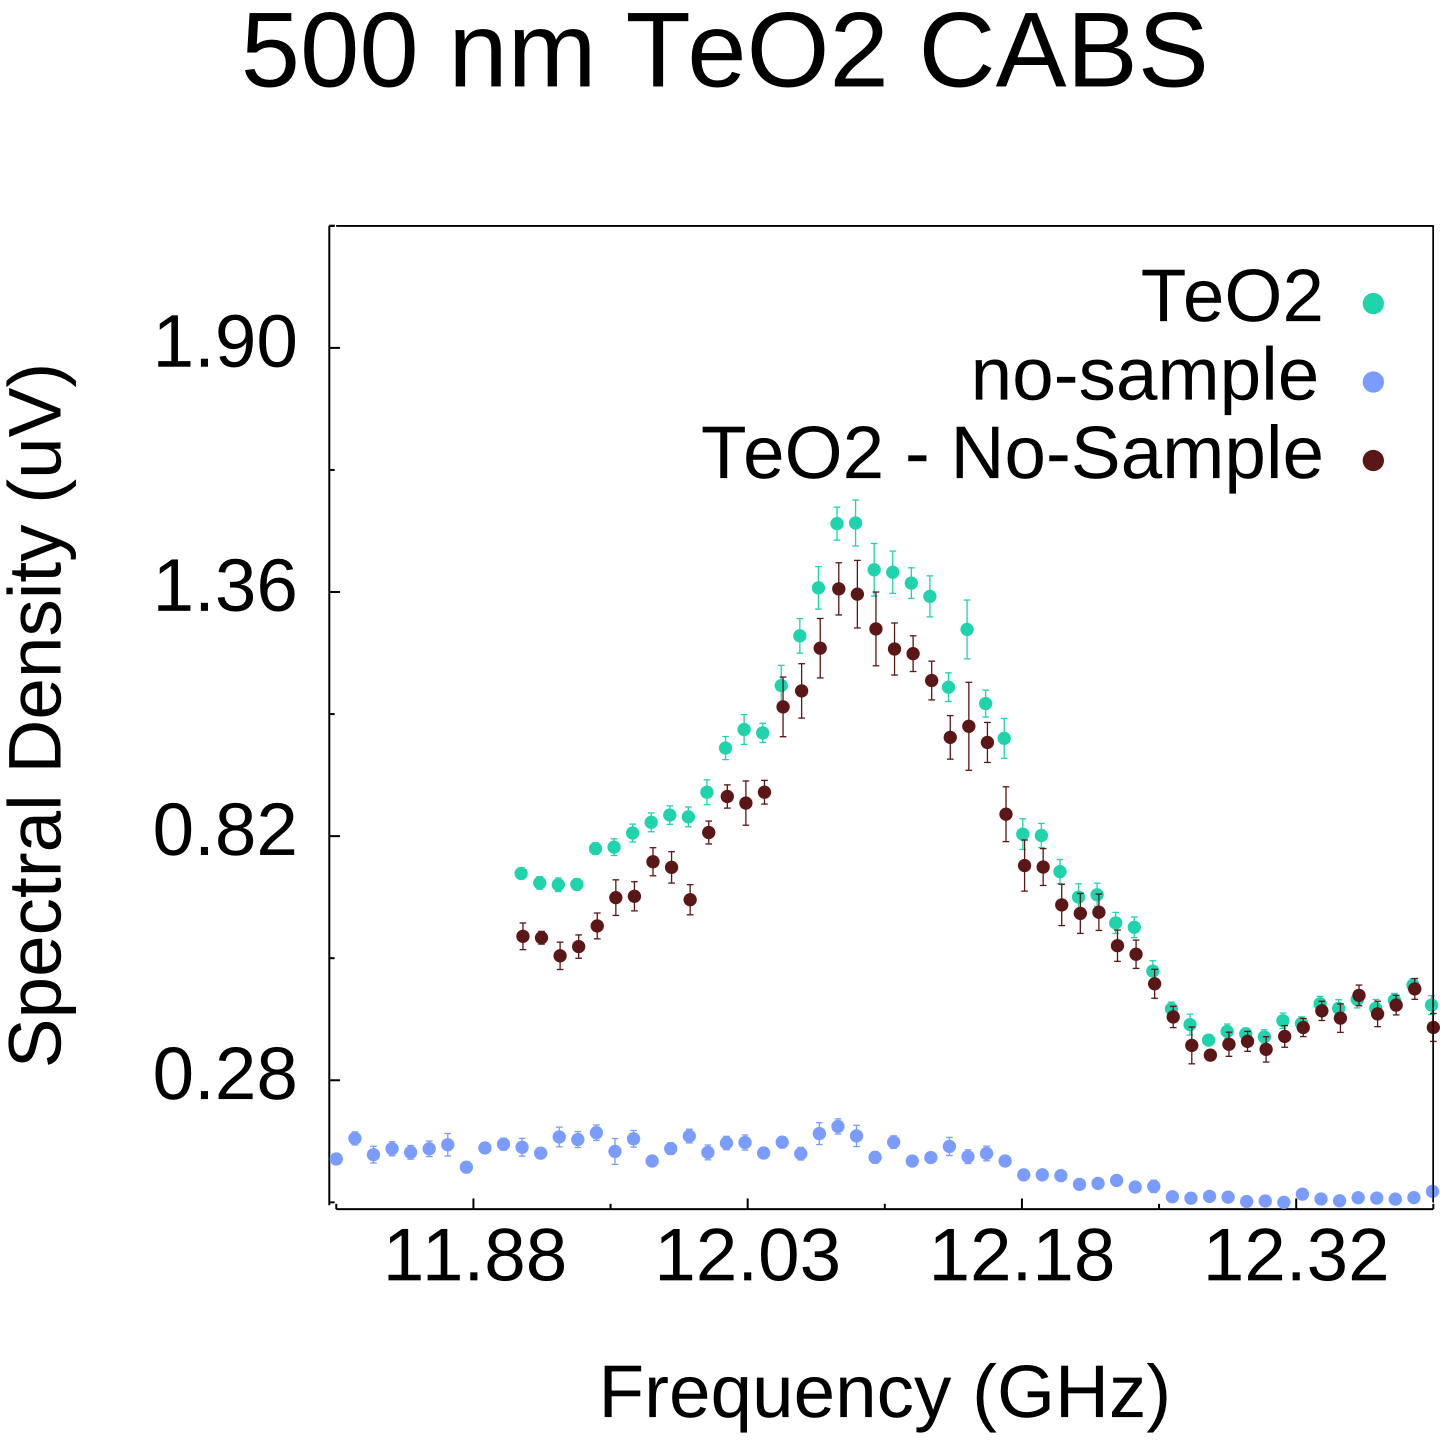 500 nm TeO2 CABS
TeO2
no-sample
TeO2 - No-Sample
Spectral Density (uV)
1.90
1.36
0.82
0.28
11.88 12.03 12.18 12.32
Frequency (GHz)